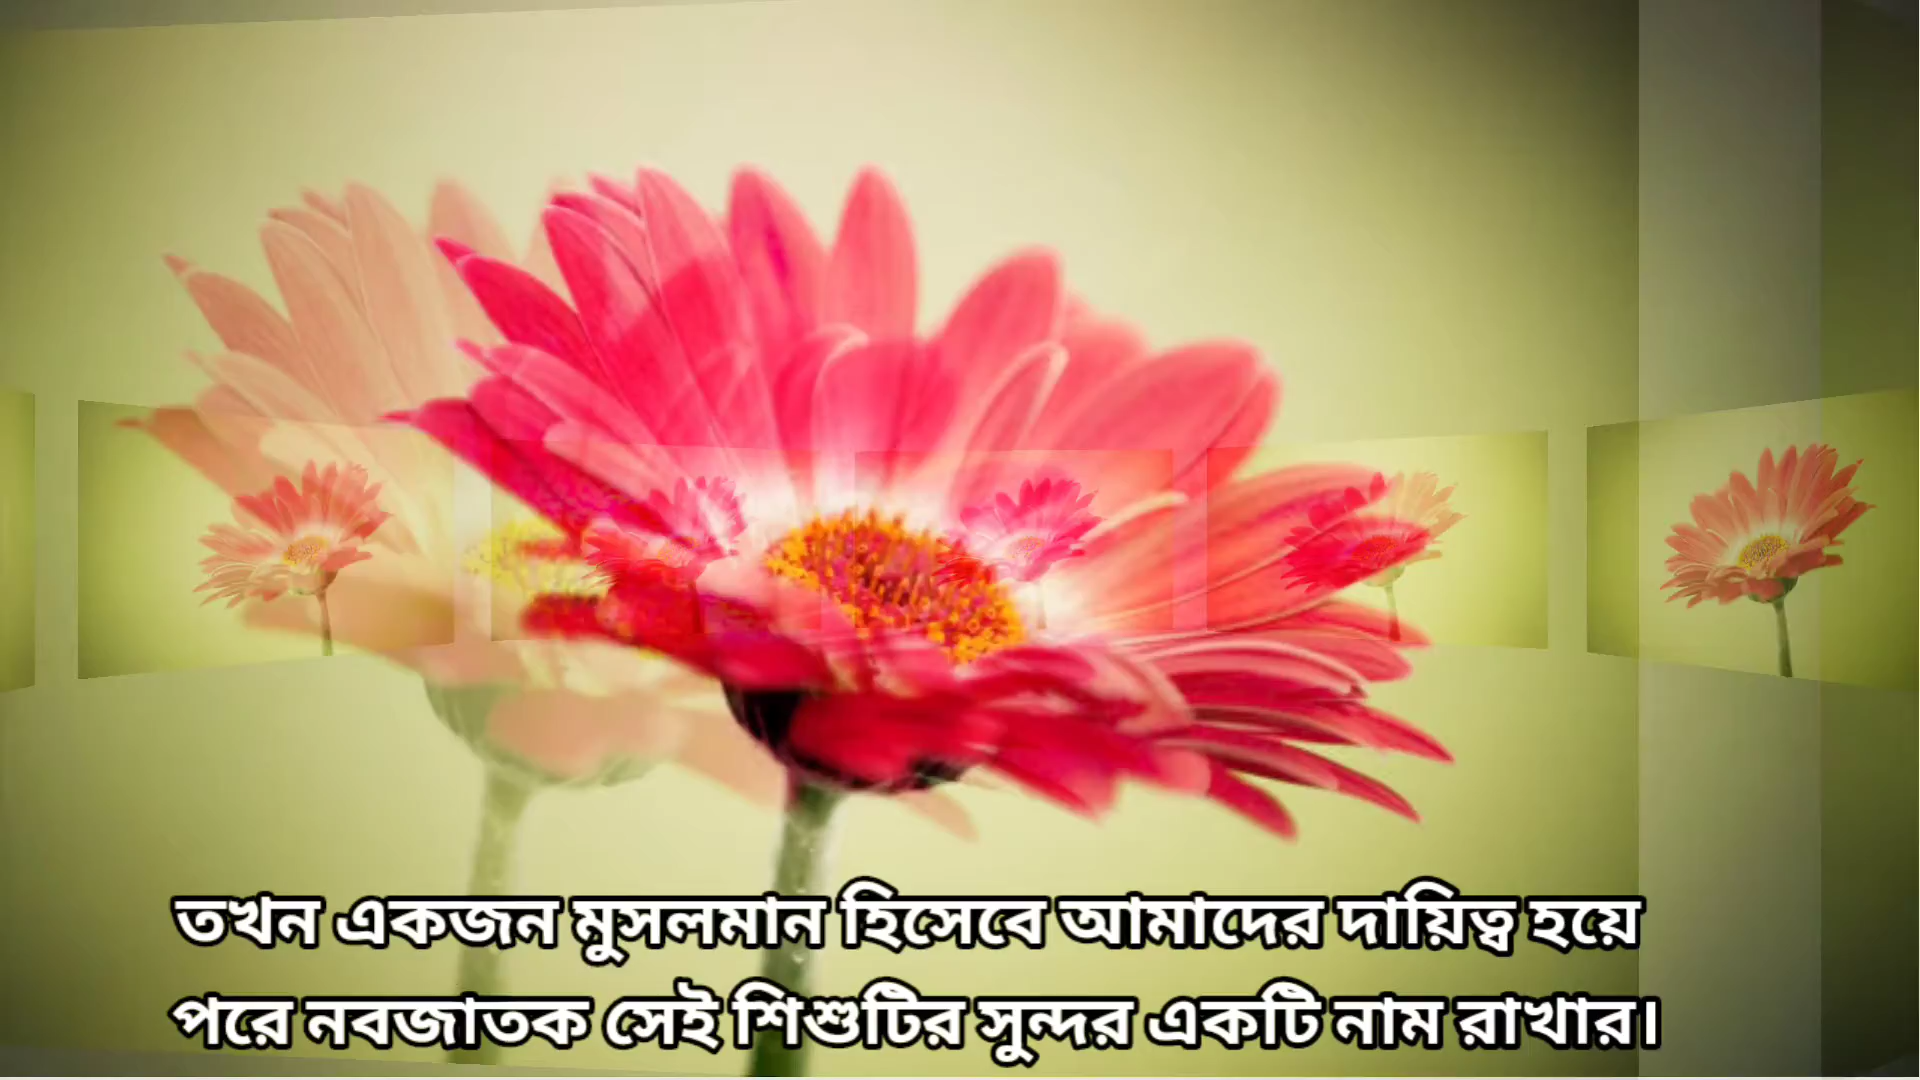 তখন একজন মুসলমান হিসেবে আমাদের দায়িত্ব হয়ে
পরে নবজাতক সেই শিশুটির সুন্দর একটি নাম রাখার।